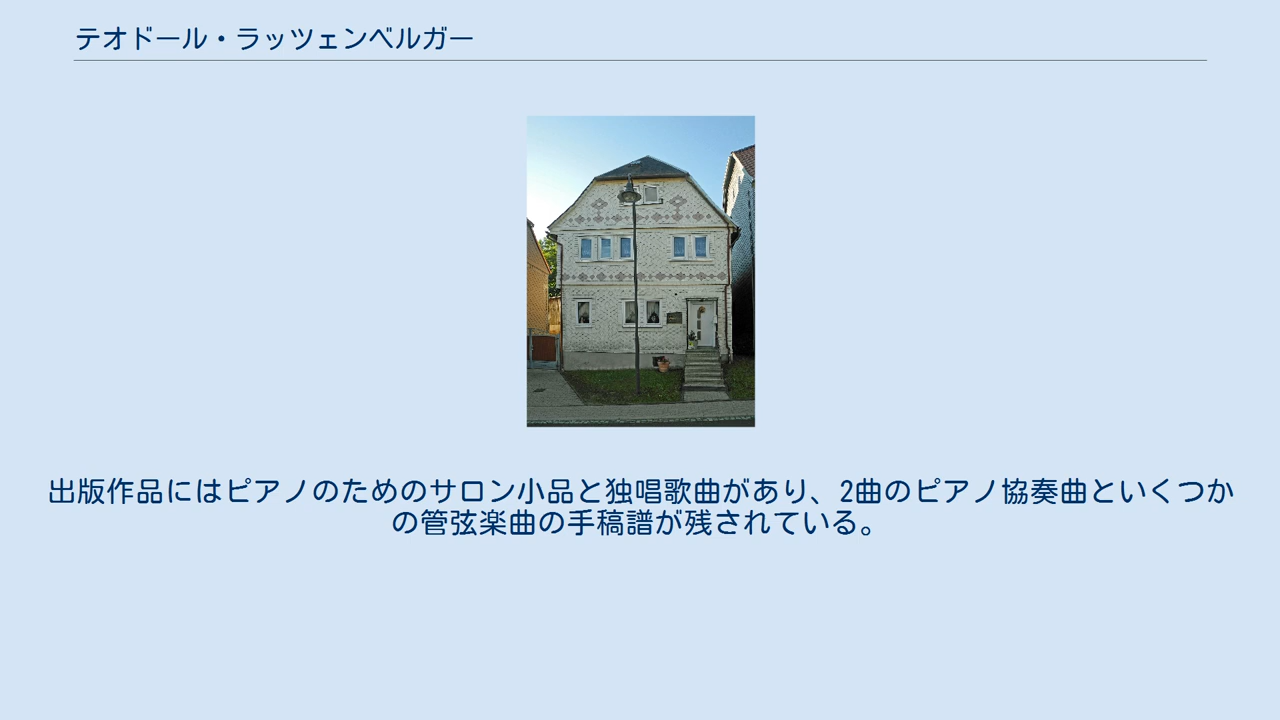 テオドール・ラッツェンベルガー
出版作品にはピアノのためのサロン小品と独唱歌曲があり、2曲のピアノ協奏曲といくつか
の管弦楽曲の手稿譜が残されている。